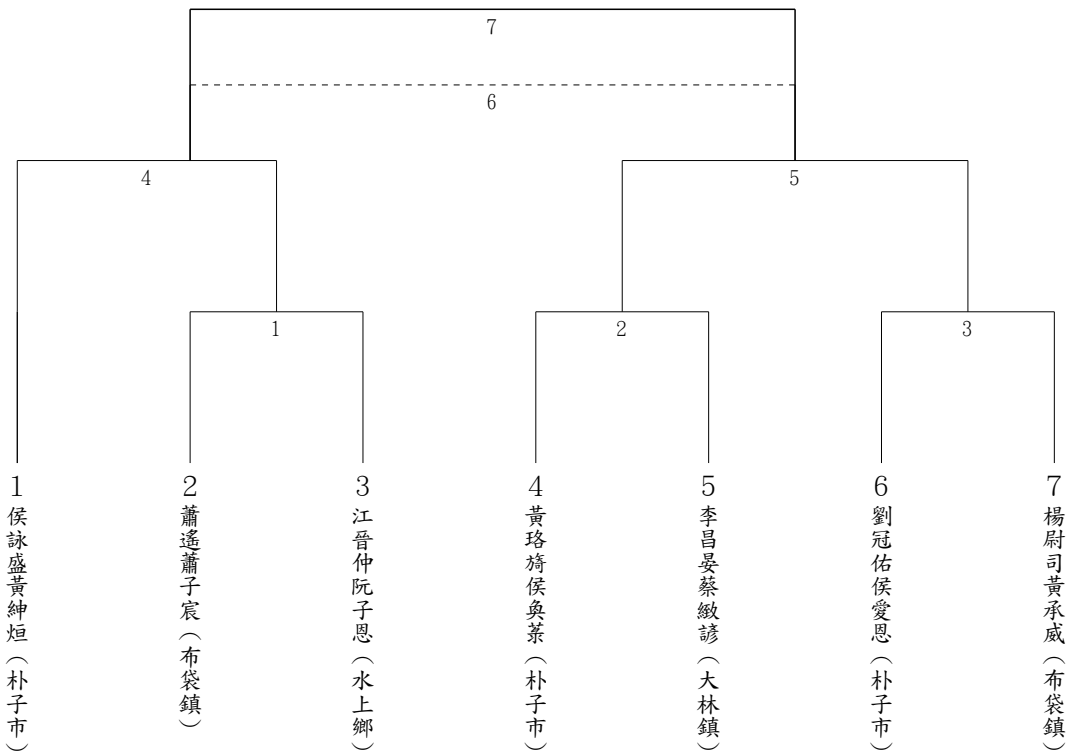 7
6
4
5
1
2
3
1
侯詠盛黃紳烜（朴子市）
2
蕭遙蕭子宸（布袋鎮）
3
江晉仲阮子恩（水上鄉）
4
黃珞旑侯奐棻（朴子市）
5
李昌晏蔡緻諺（大林鎮）
6
劉冠佑侯愛恩（朴子市）
7
楊尉司黃承威（布袋鎮）